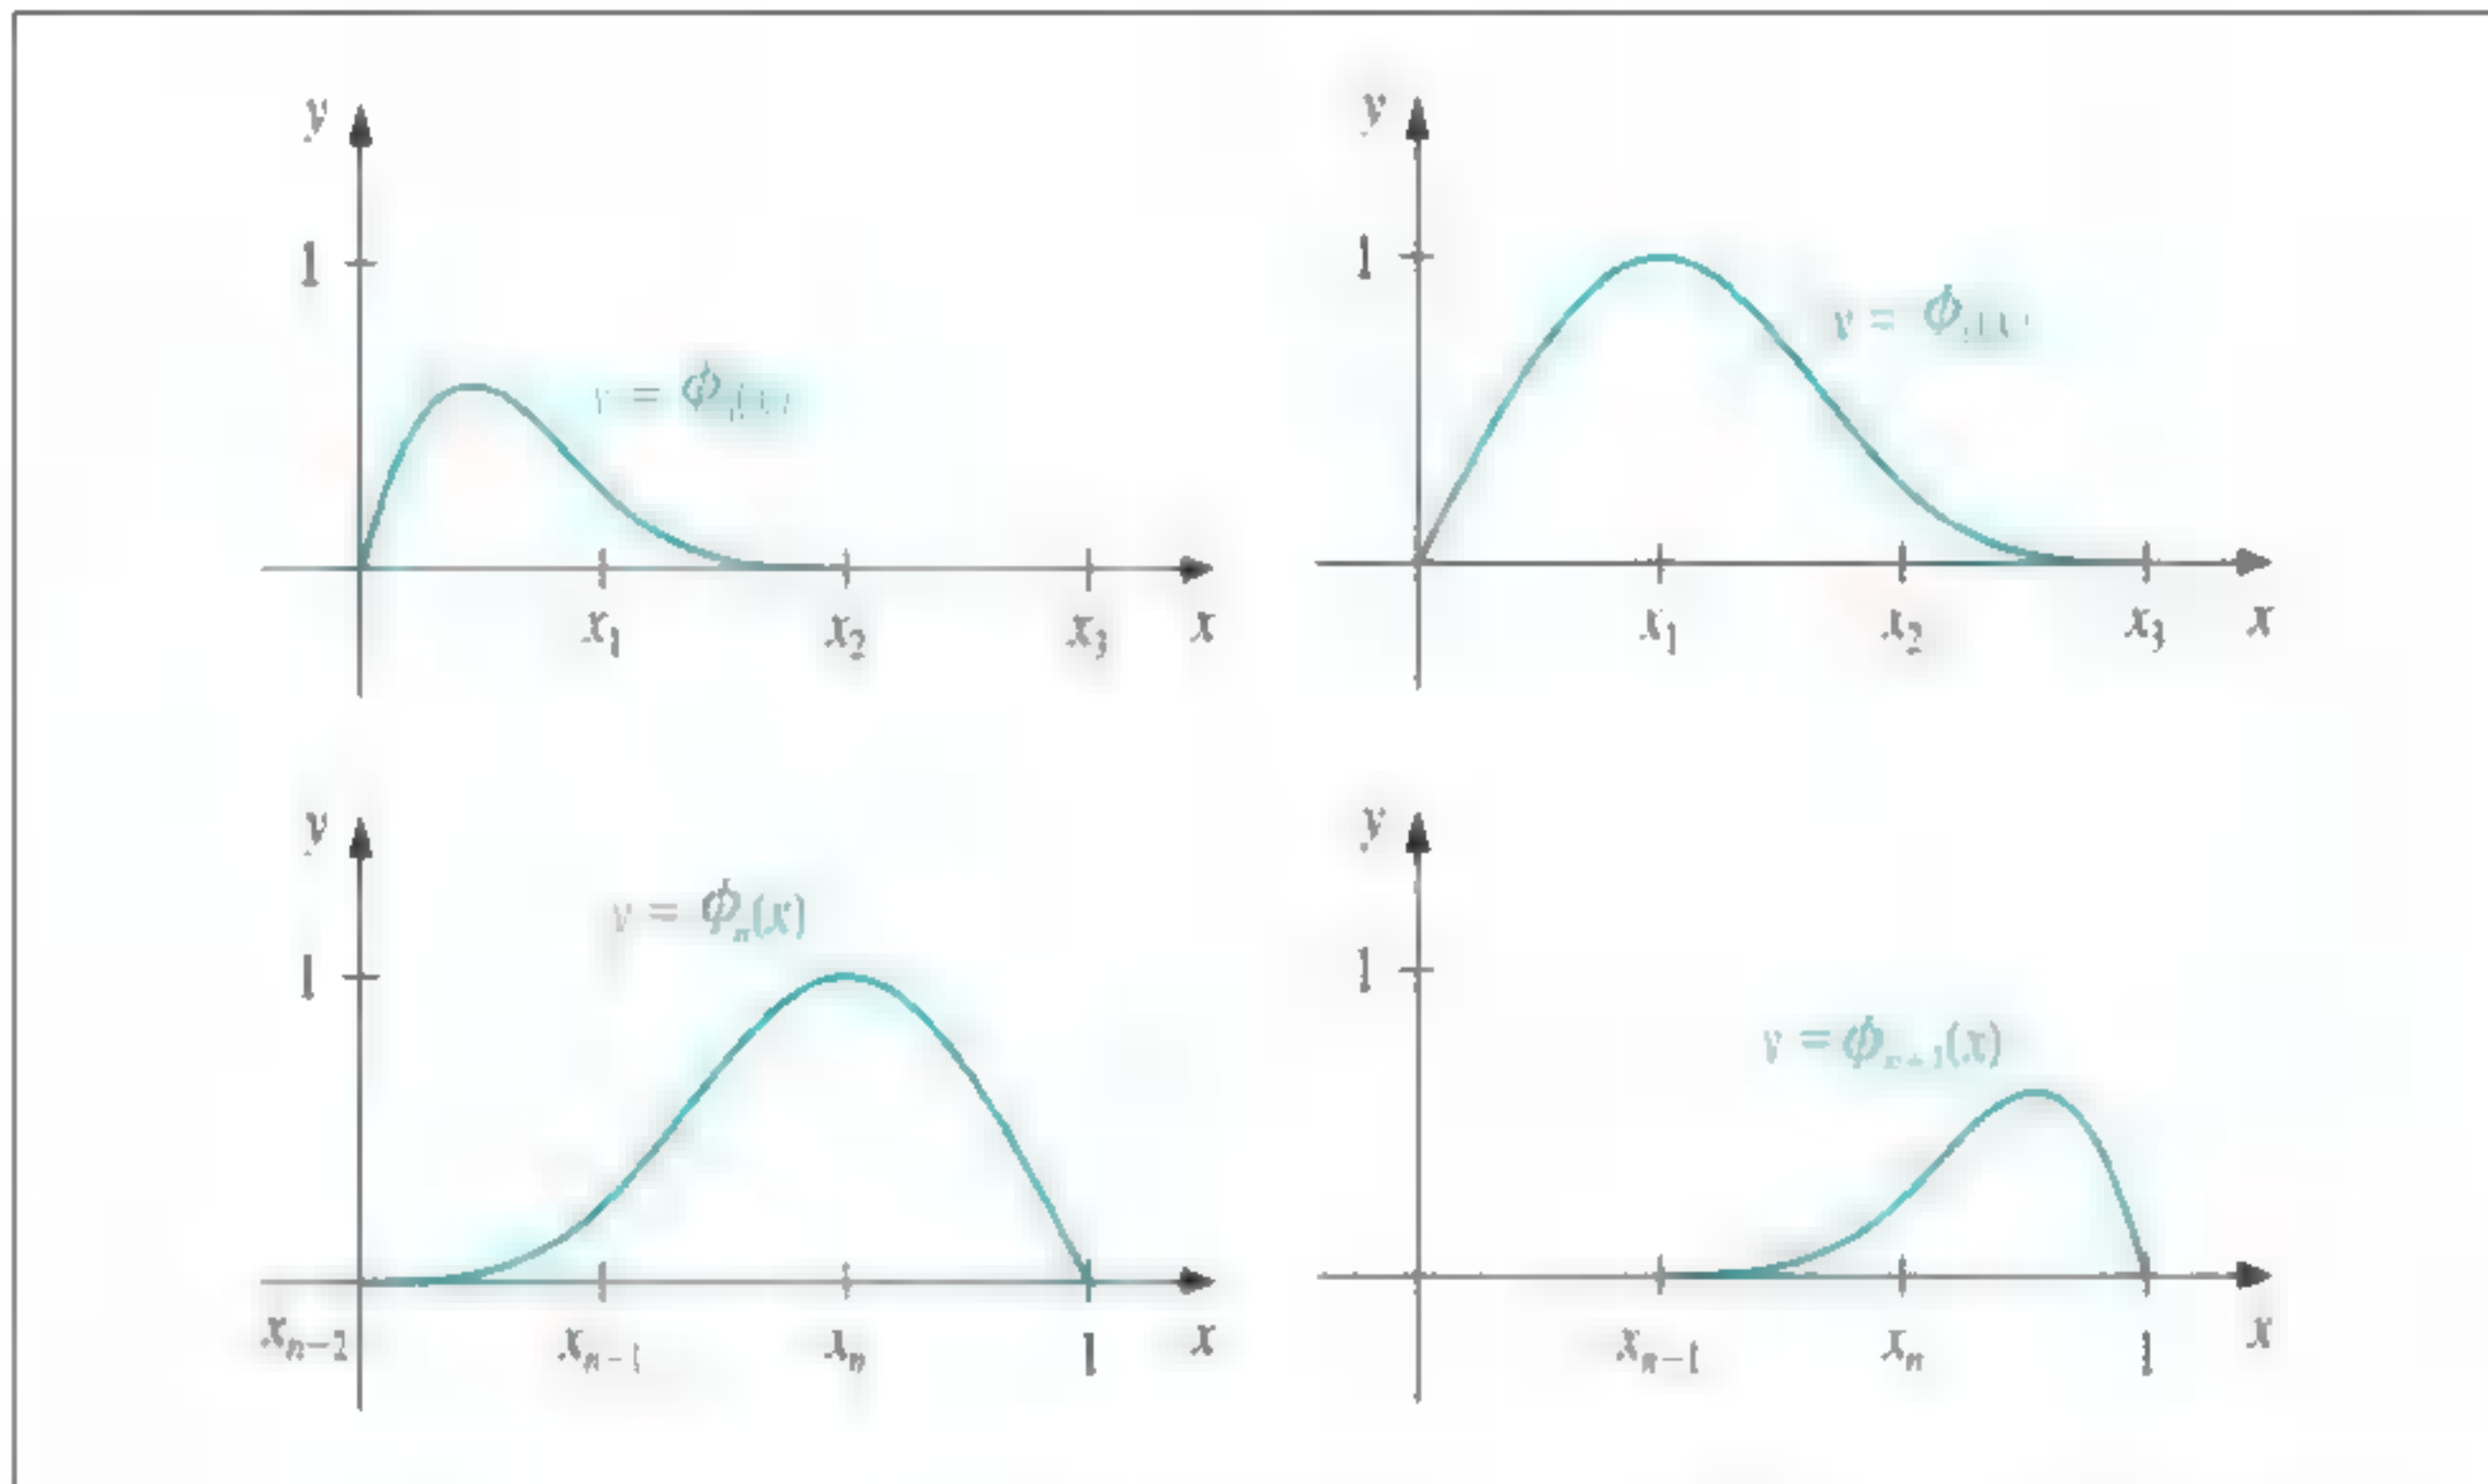 y
1
y =
x₁ x₂ x₃ x
y
1
y =
x₁ x₂ x₃ x
y
y = ϕₙ(x)
1
xₙ₋₂ xₙ₋₁ xₙ 1 x
y
1
y = ϕₙ₊₁(x)
xₙ₋₁ xₙ 1 x